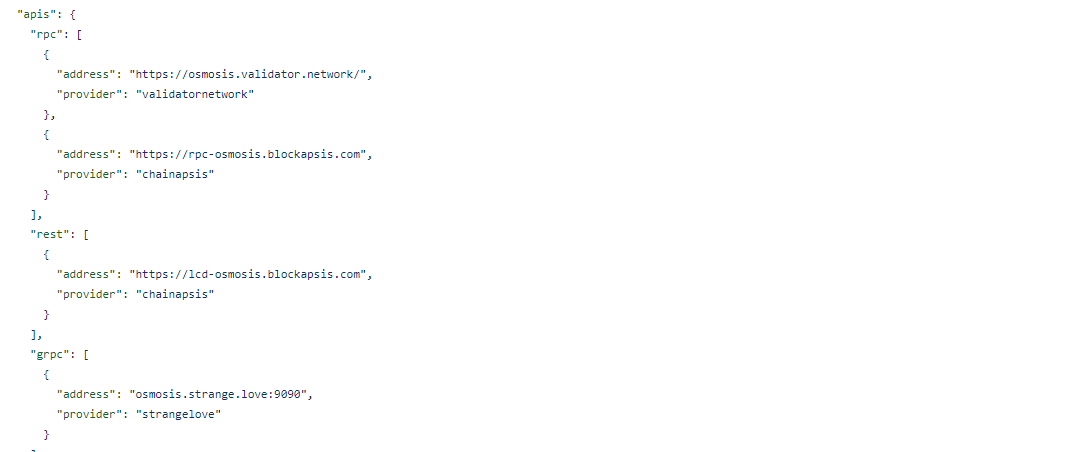 "apis": {
"rpc": [
{
"address": "https://osmosis.validator.network/",
"provider": "validatornetwork"
},
{
"address": "https://rpc-osmosis.blockapsis.com",
"provider": "chainapsis"
}
],
"rest": [
{
"address": "https://lcd-osmosis.blockapsis.com",
"provider": "chainapsis"
}
],
"grpc": [
{
"address": "osmosis.strange.love:9090",
"provider": "strangelove"
}